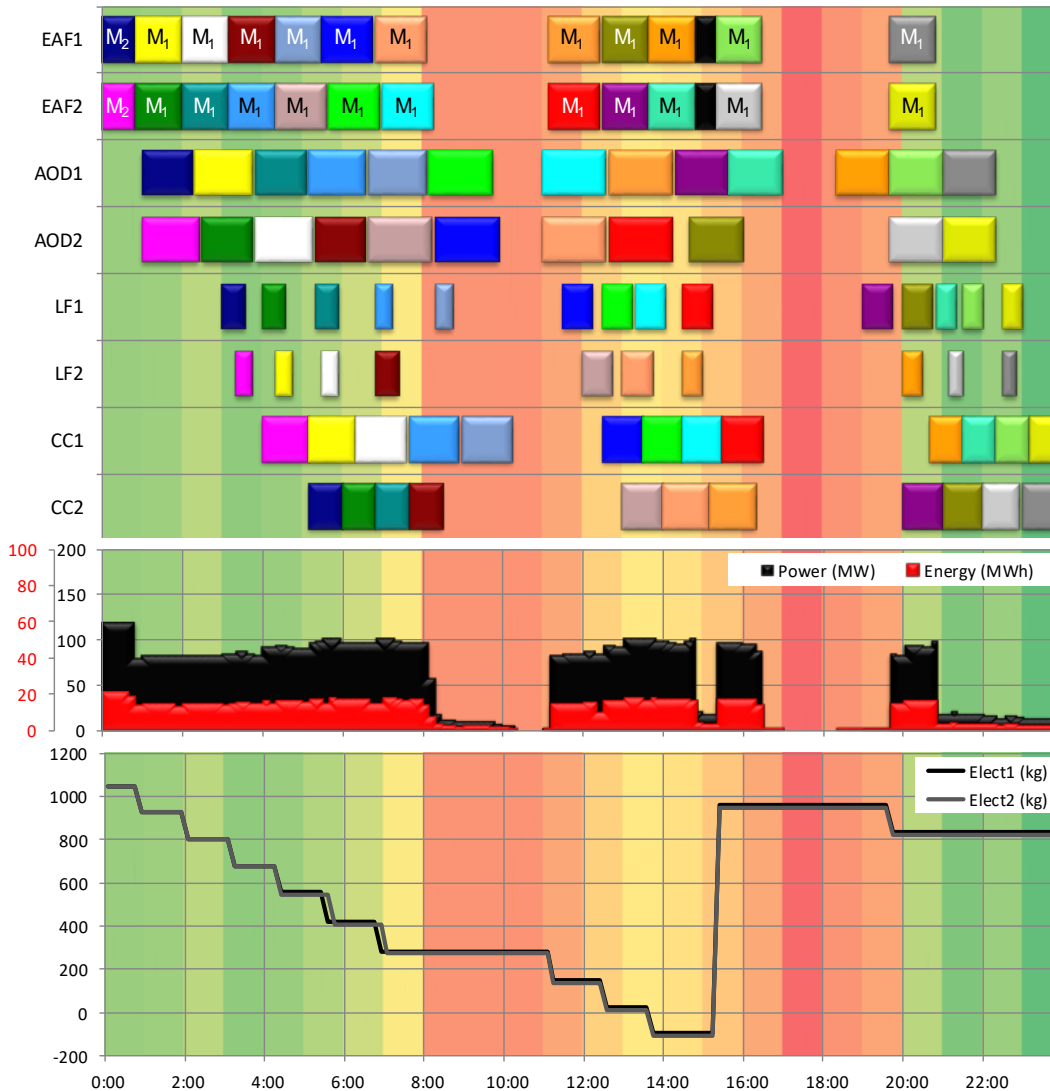 EAF1 M2 M1 M1 M1 M1 M1 M1 M1 M1 M1 M1 M1
EAF2 M2 M1 M1 M1 M1 M1 M1 M1 M1 M1 M1 M1
AOD1
AOD2
LF1
LF2
CC1
CC2
100 200
80 150
60 100
40
20 50
0 0
Power (MW) Energy (MWh)
1200
1000
800
600
400
200
0
-200
Elect1 (kg)
Elect2 (kg)
0:00 2:00 4:00 6:00 8:00 10:00 12:00 14:00 16:00 18:00 20:00 22:00